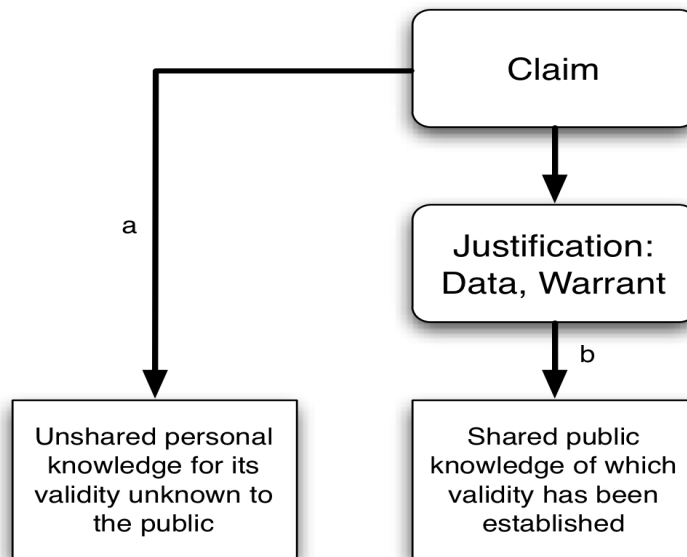 Claim
a
Justification:
Data, Warrant
b
Unshared personal
knowledge for its
validity unknown to
the public
Shared public
knowledge of which
validity has been
established